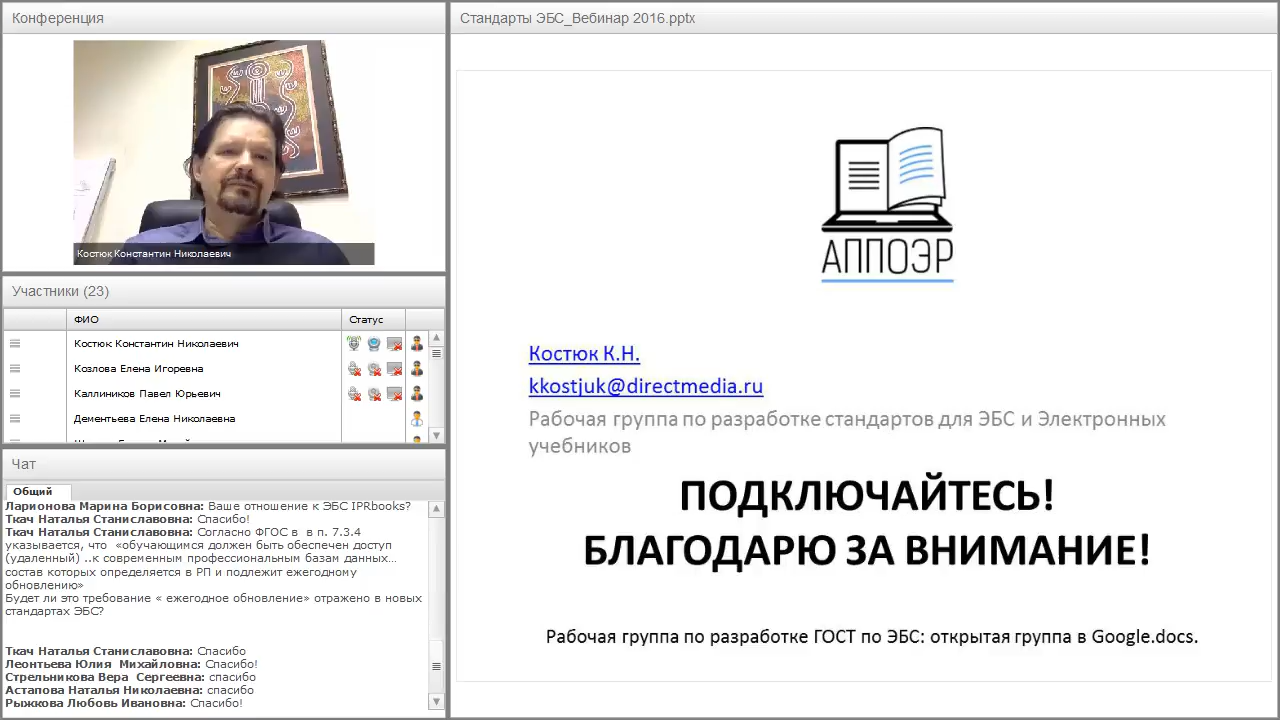 Конференция
Костюк Константин Николаевич
Участники (23)
ФИО
Статус
Костюк Константин Николаевич
Козлова Елена Игоревна
Каллиников Павел Юрьевич
Дементьева Елена Николаевна
Чат
Общий
Ларионова Марина Борисовна: Ваше отношение к ЭБС IPRbooks?
Ткач Наталья Станиславовна: Спасибо!
Ткач Наталья Станиславовна: Согласно ФГОС в  в п. 7.3.4
указывается, что  «обучающимся должен быть обеспечен доступ
(удаленный) ..к современным профессиональным базам данных...
состав которых определяется в РП и подлежит ежегодному
обновлению»
Будет ли это требование « ежегодное обновление» отражено в новых
стандартах ЭБС?
Ткач Наталья Станиславовна: Спасибо
Леонтьева Юлия  Михайловна: Спасибо!
Стрельникова Вера  Сергеевна: спасибо
Астапова Наталья Николаевна: спасибо
Рыжкова Любовь Ивановна: Спасибо!
Стандарты ЭБС_Вебинар 2016.pptx
АППОЭР
Костюк К.Н.
kkostjuk@directmedia.ru
Рабочая группа по разработке стандартов для ЭБС и Электронных
учебников
ПОДКЛЮЧАЙТЕСЬ!
БЛАГОДАРЮ ЗА ВНИМАНИЕ!
Рабочая группа по разработке ГОСТ по ЭБС: открытая группа в Google.docs.